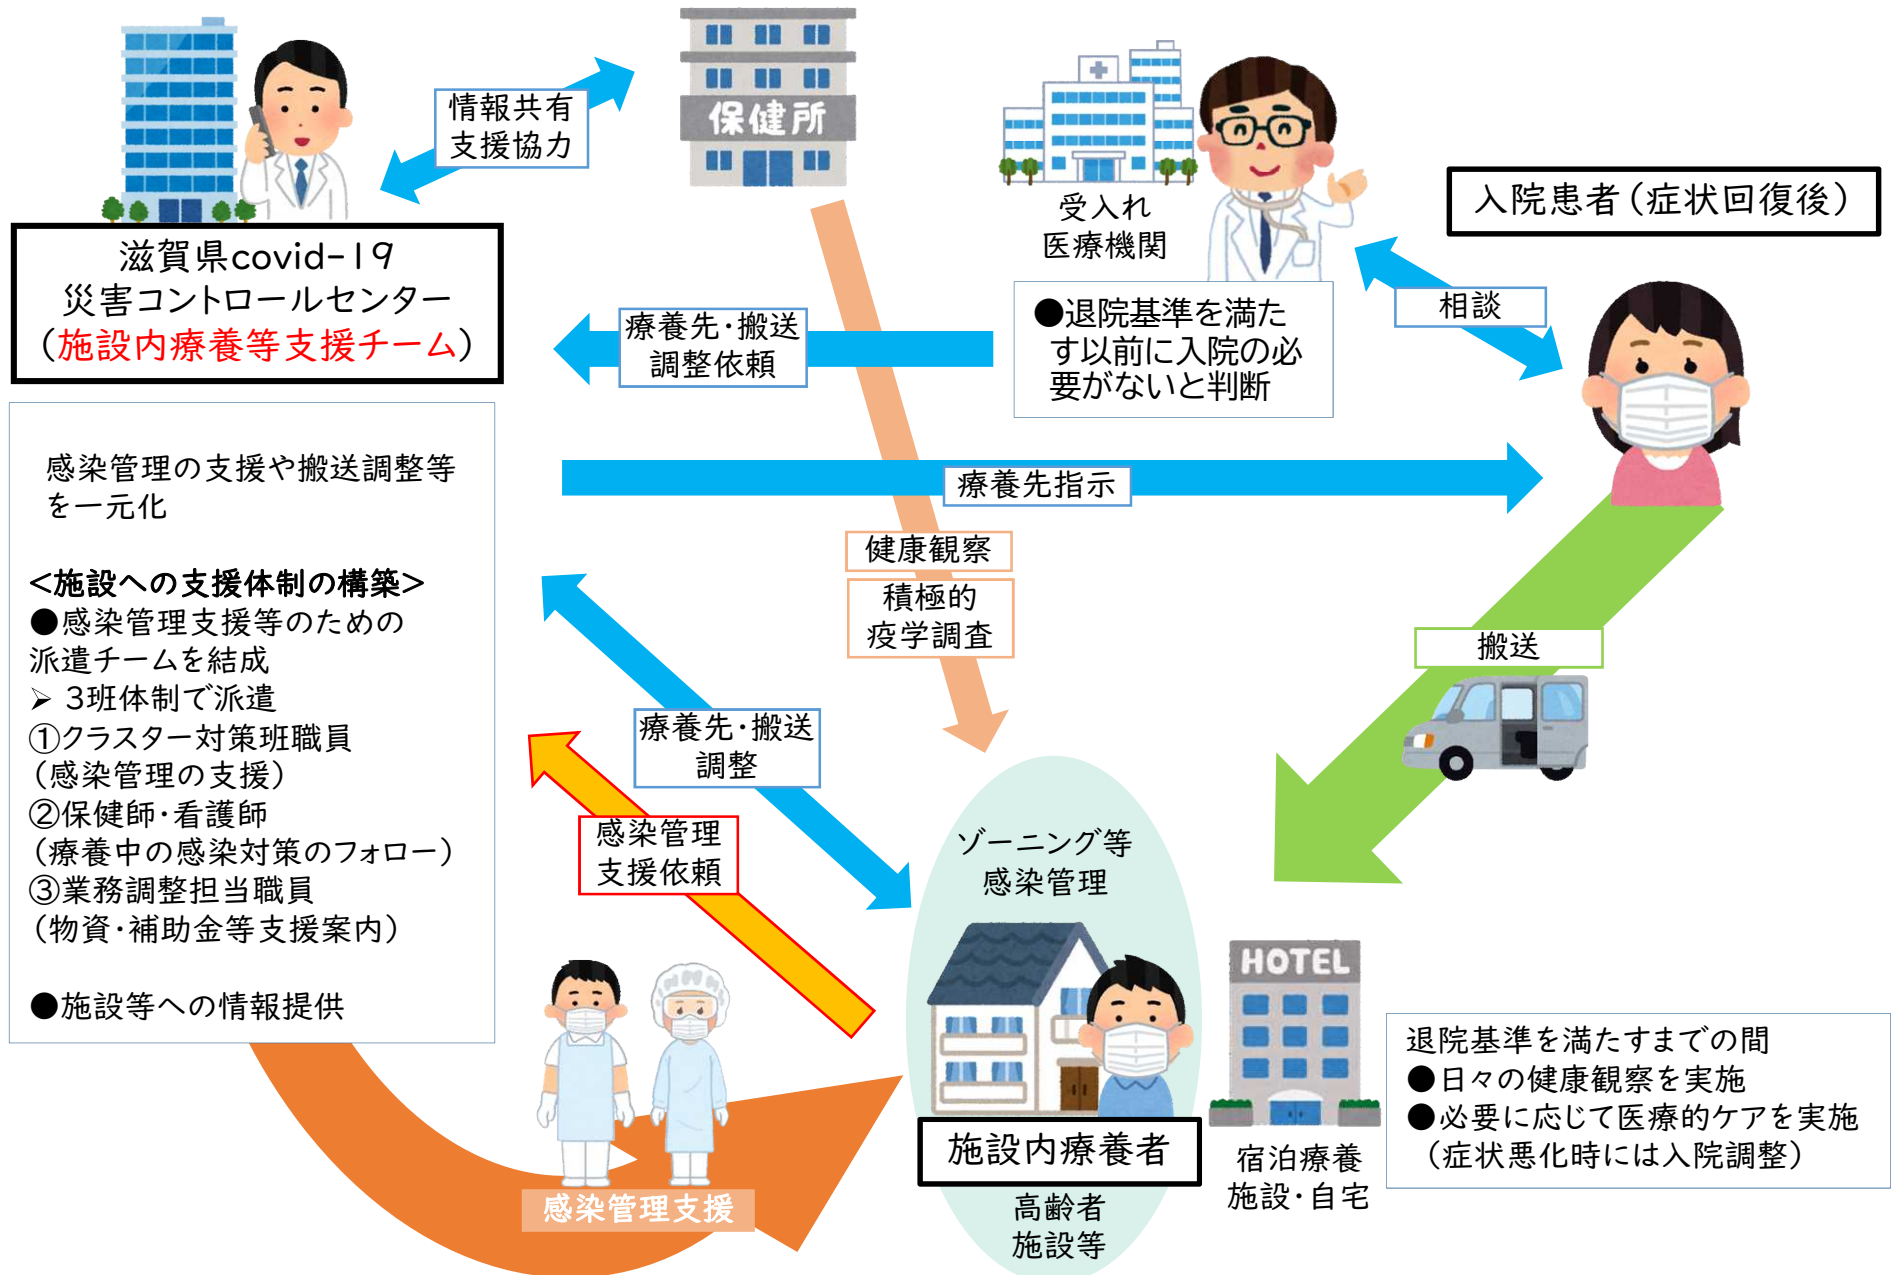 情報共有
支援協力
保健所
受入れ
医療機関
入院患者（症状回復後）
滋賀県covid-19
災害コントロールセンター
（施設内療養等支援チーム）
療養先・搬送
調整依頼
●退院基準を満た
す以前に入院の必
要がないと判断
相談
療養先指示
感染管理の支援や搬送調整等
を一元化
<施設への支援体制の構築>
●感染管理支援等のための
派遣チームを結成
➢ 3班体制で派遣
①クラスター対策班職員
（感染管理の支援）
②保健師・看護師
（療養中の感染対策のフォロー）
③業務調整担当職員
（物資・補助金等支援案内）
●施設等への情報提供
健康観察
積極的
疫学調査
搬送
療養先・搬送
調整
感染管理
支援依頼
ゾーニング等
感染管理
HOTEL
施設内療養者
高齢者
施設等
宿泊療養
施設・自宅
退院基準を満たすまでの間
●日々の健康観察を実施
●必要に応じて医療的ケアを実施
（症状悪化時には入院調整）
感染管理支援